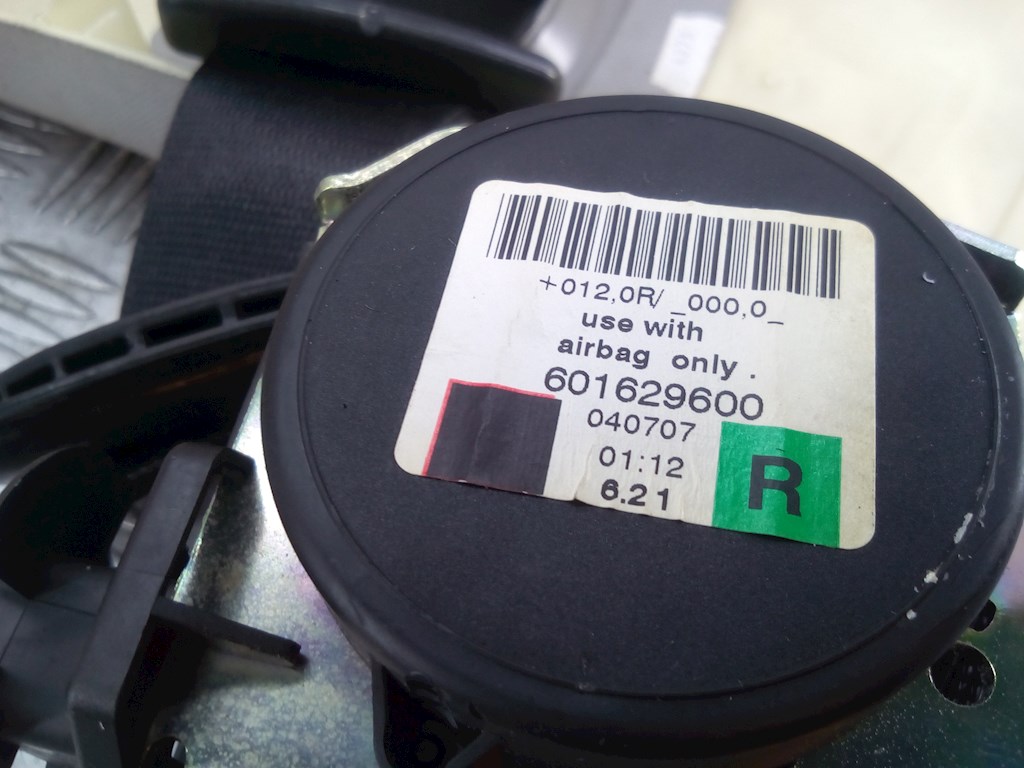 +012,0R/ _000,0_
use with
airbag only .
601629600
040707
01:12
6.21
R